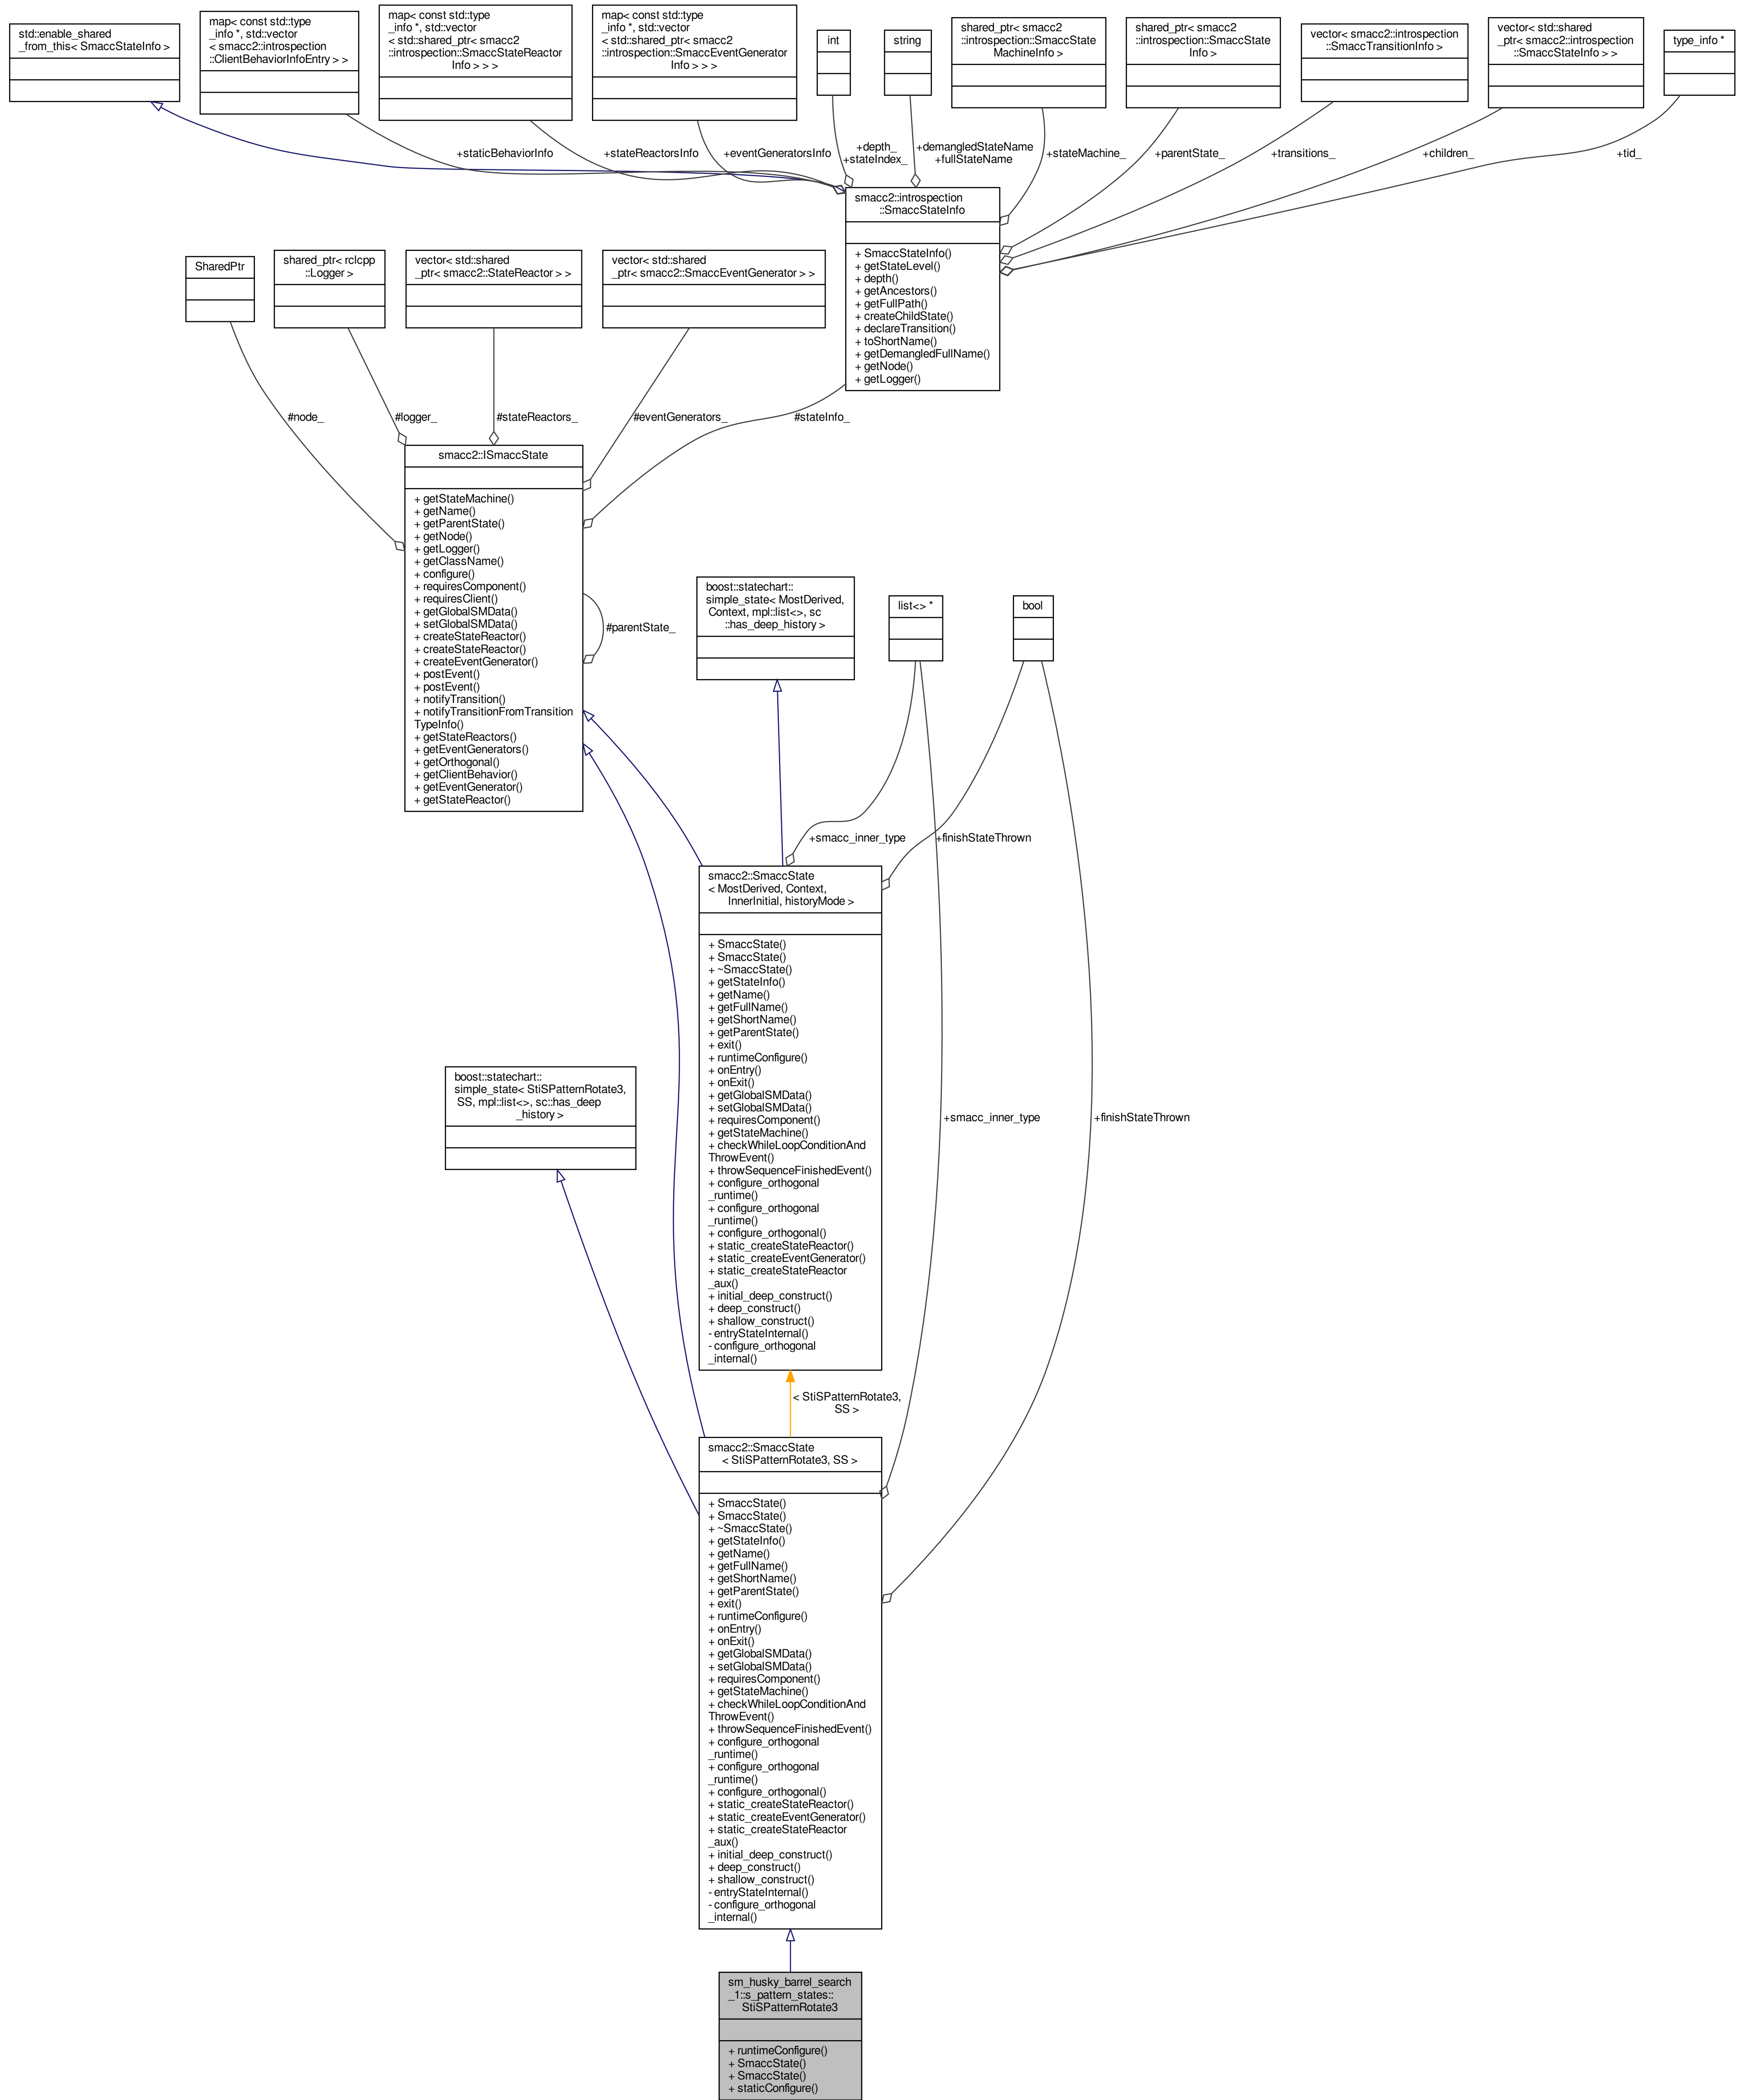 std::enable_shared
_from_this< SmaccStateInfo >
map< const std::type
_info *, std::vector
< smacc2::introspection
::ClientBehaviorInfoEntry > >
map< const std::type
_info *, std::vector
< std::shared_ptr< smacc2
::introspection::SmaccStateReactor
Info > > >
map< const std::type
_info *, std::vector
< std::shared_ptr< smacc2
::introspection::SmaccEventGenerator
Info > > >
int
string
shared_ptr< smacc2
::introspection::SmaccState
MachineInfo >
shared_ptr< smacc2
::introspection::SmaccState
Info >
vector< smacc2::introspection
::SmaccTransitionInfo >
vector< std::shared
_ptr< smacc2::introspection
::SmaccStateInfo > >
type_info *
+staticBehaviorInfo
+stateReactorsInfo
+eventGeneratorsInfo
+depth_
+stateIndex_
+demangledStateName
+fullStateName
+stateMachine_
+parentState_
+transitions_
+children_
+tid_
smacc2::introspection
::SmaccStateInfo
+ SmaccStateInfo()
+ getStateLevel()
+ depth()
+ getAncestors()
+ getFullPath()
+ createChildState()
+ declareTransition()
+ toShortName()
+ getDemangledFullName()
+ getNode()
+ getLogger()
SharedPtr
shared_ptr< rclcpp
::Logger >
vector< std::shared
_ptr< smacc2::StateReactor > >
vector< std::shared
_ptr< smacc2::SmaccEventGenerator > >
#node_
#logger_
#stateReactors_
#eventGenerators_
#stateInfo_
smacc2::ISmaccState
+ getStateMachine()
+ getName()
+ getParentState()
+ getNode()
+ getLogger()
+ getClassName()
+ configure()
+ requiresComponent()
+ requiresClient()
+ getGlobalSMData()
+ setGlobalSMData()
+ createStateReactor()
+ createStateReactor()
+ createEventGenerator()
+ postEvent()
+ postEvent()
+ notifyTransition()
+ notifyTransitionFromTransition
TypeInfo()
+ getStateReactors()
+ getEventGenerators()
+ getOrthogonal()
+ getClientBehavior()
+ getEventGenerator()
+ getStateReactor()
#parentState_
boost::statechart::
simple_state< MostDerived,
Context, mpl::list<>, sc
::has_deep_history >
list<> *
bool
+smacc_inner_type
+finishStateThrown
smacc2::SmaccState
< MostDerived, Context,
InnerInitial, historyMode >
+ SmaccState()
+ SmaccState()
+ ~SmaccState()
+ getStateInfo()
+ getName()
+ getFullName()
+ getShortName()
+ getParentState()
+ exit()
+ runtimeConfigure()
+ onEntry()
+ onExit()
+ getGlobalSMData()
+ setGlobalSMData()
+ requiresComponent()
+ getStateMachine()
+ checkWhileLoopConditionAnd
ThrowEvent()
+ throwSequenceFinishedEvent()
+ configure_orthogonal
_runtime()
+ configure_orthogonal
_runtime()
+ configure_orthogonal()
+ static_createStateReactor()
+ static_createEventGenerator()
+ static_createStateReactor
_aux()
+ initial_deep_construct()
+ deep_construct()
+ shallow_construct()
- entryStateInternal()
- configure_orthogonal
_internal()
boost::statechart::
simple_state< StiSPatternRotate3,
SS, mpl::list<>, sc::has_deep
_history >
+smacc_inner_type
+finishStateThrown
< StiSPatternRotate3,
SS >
smacc2::SmaccState
< StiSPatternRotate3, SS >
+ SmaccState()
+ SmaccState()
+ ~SmaccState()
+ getStateInfo()
+ getName()
+ getFullName()
+ getShortName()
+ getParentState()
+ exit()
+ runtimeConfigure()
+ onEntry()
+ onExit()
+ getGlobalSMData()
+ setGlobalSMData()
+ requiresComponent()
+ getStateMachine()
+ checkWhileLoopConditionAnd
ThrowEvent()
+ throwSequenceFinishedEvent()
+ configure_orthogonal
_runtime()
+ configure_orthogonal
_runtime()
+ configure_orthogonal()
+ static_createStateReactor()
+ static_createEventGenerator()
+ static_createStateReactor
_aux()
+ initial_deep_construct()
+ deep_construct()
+ shallow_construct()
- entryStateInternal()
- configure_orthogonal
_internal()
sm_husky_barrel_search
_1::s_pattern_states::
StiSPatternRotate3
+ runtimeConfigure()
+ SmaccState()
+ SmaccState()
+ staticConfigure()